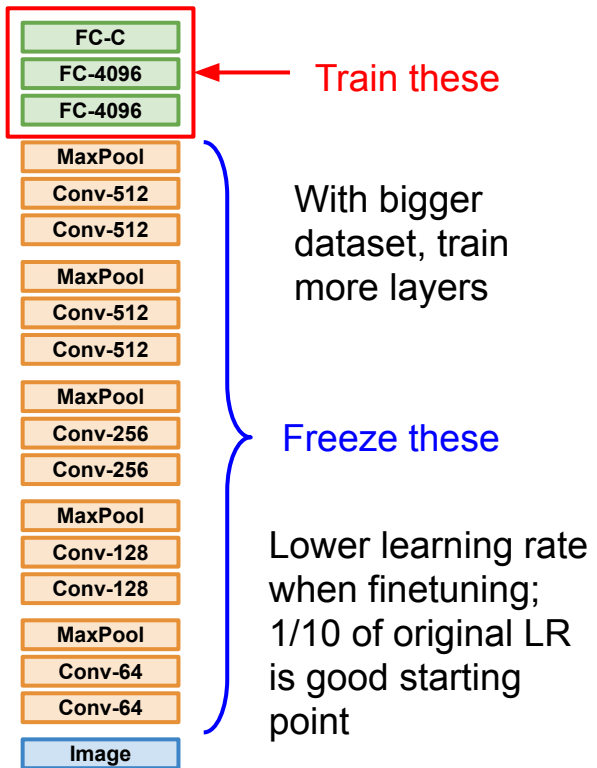 FC-C
FC-4096
FC-4096
Train these
MaxPool
Conv-512
Conv-512
With bigger
dataset, train
more layers
MaxPool
Conv-512
Conv-512
MaxPool
Conv-256
Conv-256
Freeze these
MaxPool
Conv-128
Conv-128
Lower learning rate
when finetuning;
1/10 of original LR
is good starting
point
MaxPool
Conv-64
Conv-64
Image